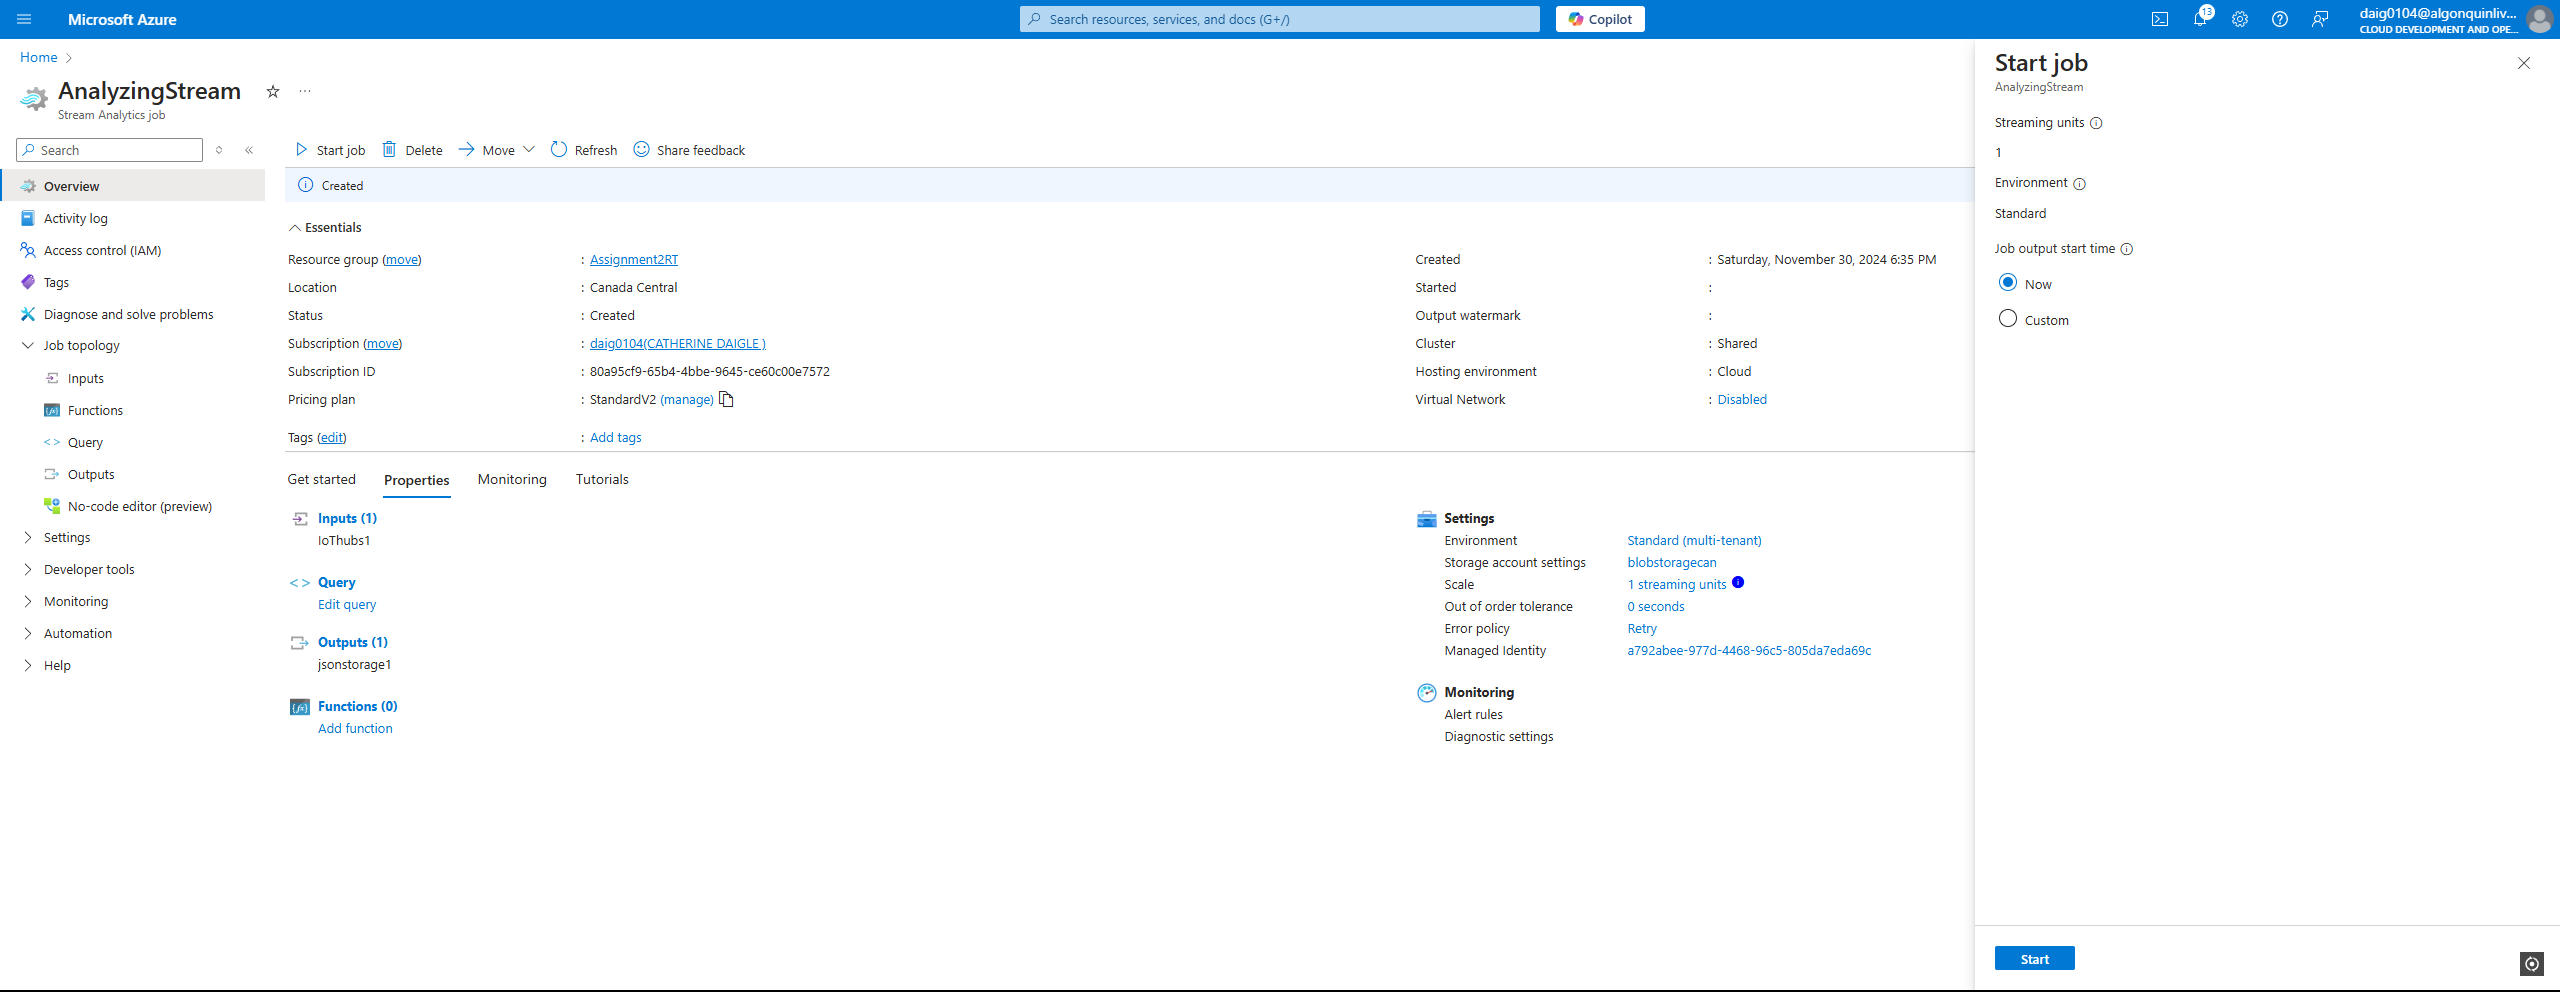 Microsoft Azure
Search resources, services, and docs (G+/)
Copilot
13
daig0104@algonquinliv...
CLOUD DEVELOPMENT AND OPE...
Home
AnalyzingStream
Stream Analytics job
Search
Overview
Activity log
Access control (IAM)
Tags
Diagnose and solve problems
Job topology
Inputs
Functions
Query
Outputs
No-code editor (preview)
Settings
Developer tools
Monitoring
Automation
Help
Start job
Delete
Move
Refresh
Share feedback
Created
Essentials
Resource group (move) : Assignment2RT
Location : Canada Central
Status : Created
Subscription (move) : daig0104(CATHERINE DAIGLE )
Subscription ID : 80a95cf9-65b4-4bbe-9645-ce60c00e7572
Pricing plan : StandardV2 (manage)
Tags (edit) : Add tags
Created : Saturday, November 30, 2024 6:35 PM
Started :
Output watermark :
Cluster : Shared
Hosting environment : Cloud
Virtual Network : Disabled
Get started
Properties
Monitoring
Tutorials
Inputs (1)
IoThubs1
Query
Edit query
Outputs (1)
jsonstorage1
Functions (0)
Add function
Settings
Environment Standard (multi-tenant)
Storage account settings blobstoragecan
Scale 1 streaming units
Out of order tolerance 0 seconds
Error policy Retry
Managed Identity a792abee-977d-4468-96c5-805da7eda69c
Monitoring
Alert rules
Diagnostic settings
Start job
AnalyzingStream
Streaming units
1
Environment
Standard
Job output start time
Now
Custom
Start